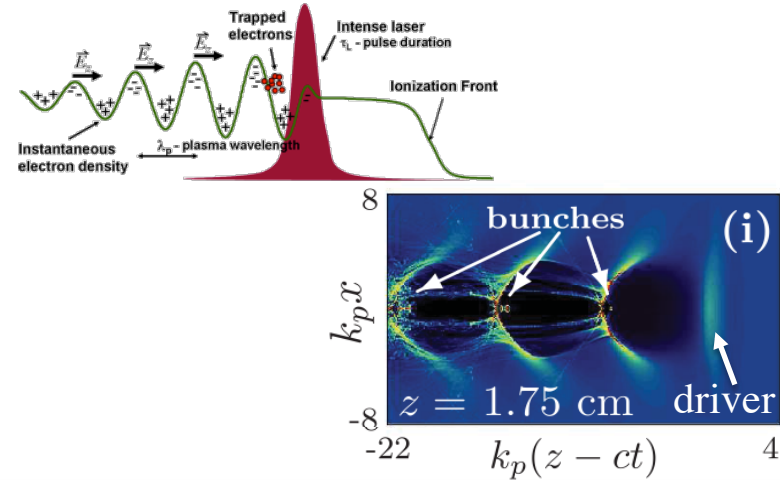 Trapped
electrons
Intense laser
τL - pulse duration
E⃗z
E⃗z
E⃗z
Ionization Front
Instantaneous
electron density
λp - plasma wavelength
8
bunches
(i)
kpx
z = 1.75 cm
driver
-8
-22
kp(z − ct)
4